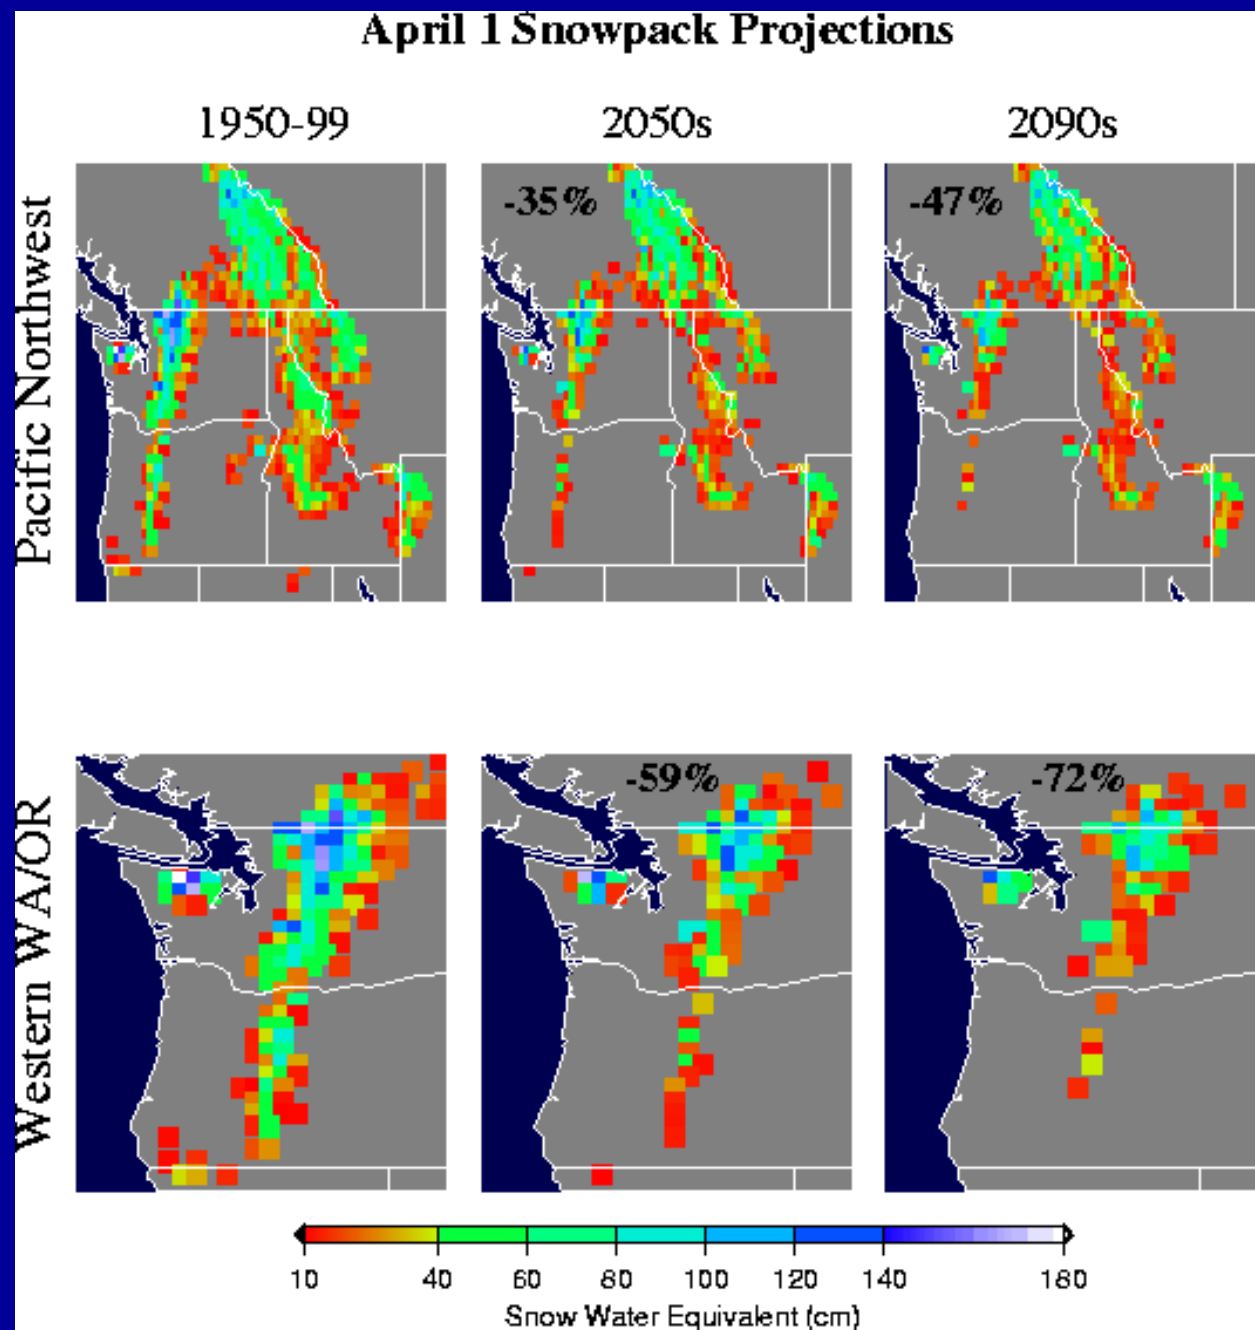 April 1 Snowpack Projections
1950-99
2050s
2090s
Pacific Northwest
-35%
-47%
Western WA/OR
-59%
-72%
10 40 60 80 100 120 140 180
Snow Water Equivalent (cm)